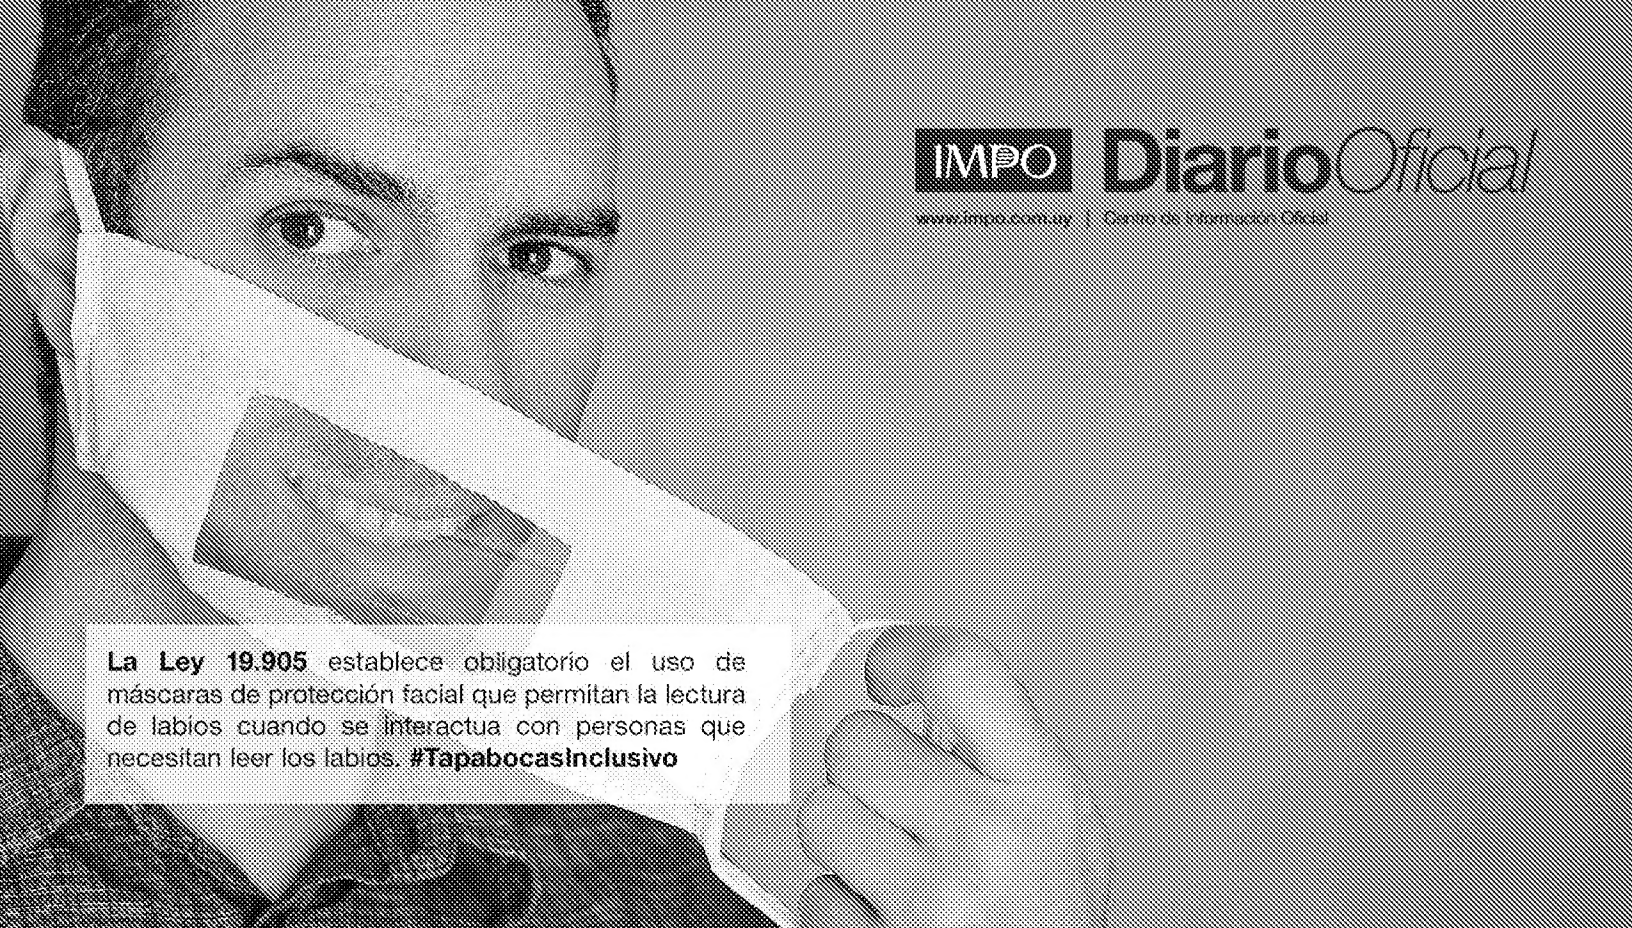 IMPO DiarioOficial
www.impo.com.uy | Centro de Información Oficial
La Ley 19.905 establece obligatorio el uso de
máscaras de protección facial que permitan la lectura
de labios cuando se interactua con personas que
necesitan leer los labios. #TapabocasInclusivo